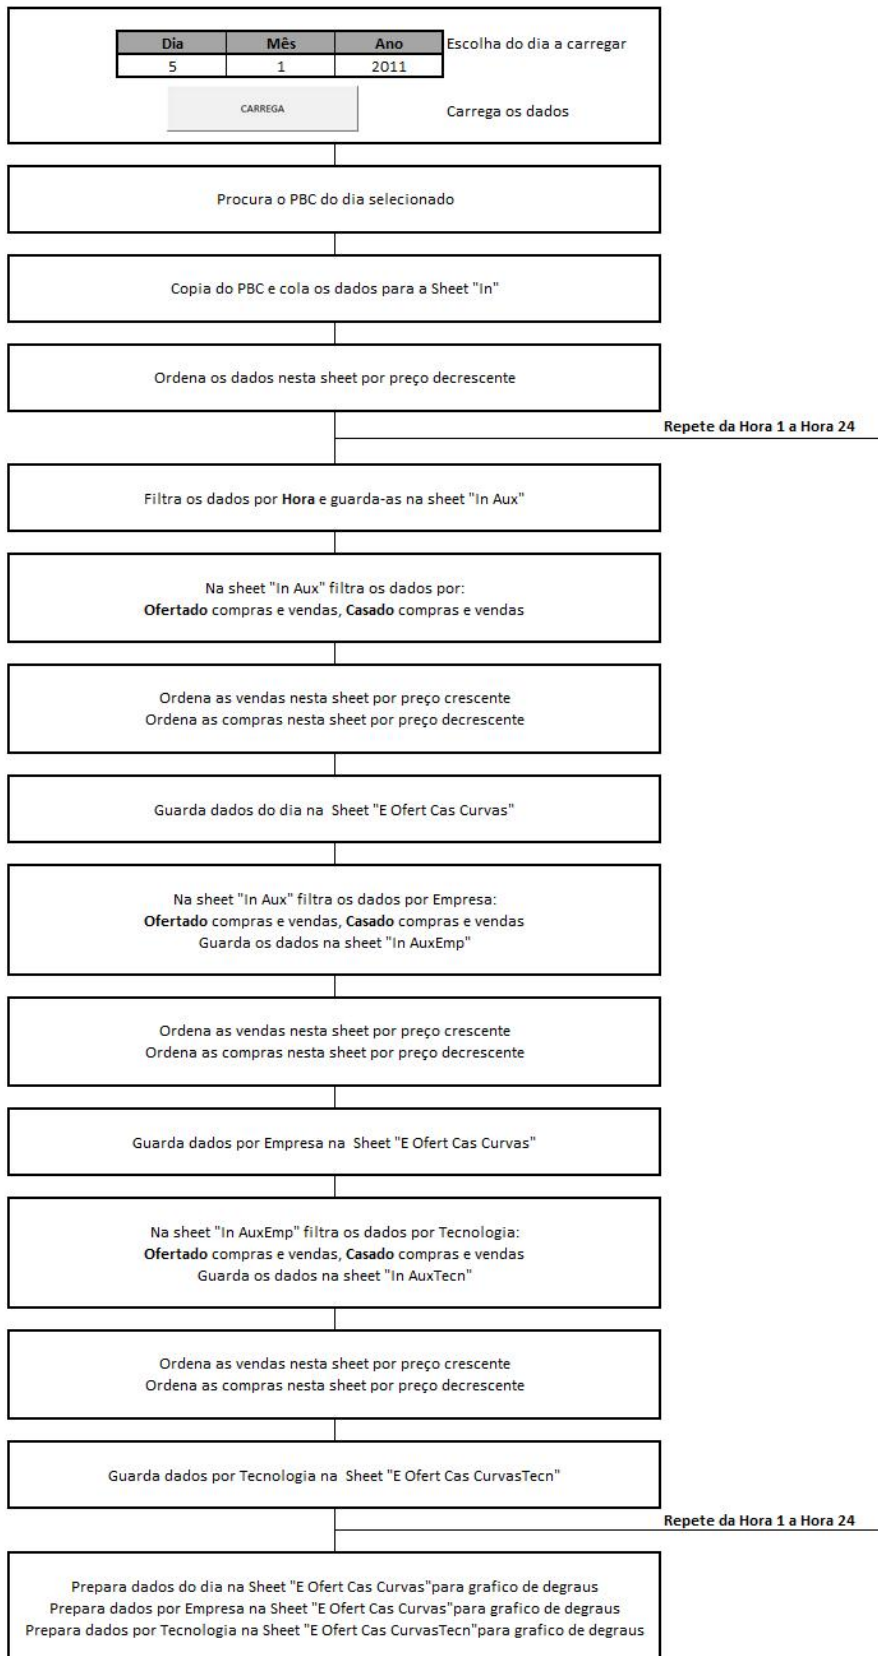 Dia Mês Ano Escolha do dia a carregar
5 1 2011
CARREGA Carrega os dados
Procura o PBC do dia selecionado
Copia do PBC e cola os dados para a Sheet "In"
Ordena os dados nesta sheet por preço decrescente
Repete da Hora 1 a Hora 24
Filtra os dados por Hora e guarda-as na sheet "In Aux"
Na sheet "In Aux" filtra os dados por:
Ofertado compras e vendas, Casado compras e vendas
Ordena as vendas nesta sheet por preço crescente
Ordena as compras nesta sheet por preço decrescente
Guarda dados do dia na Sheet "E Ofert Cas Curvas"
Na sheet "In Aux" filtra os dados por Empresa:
Ofertado compras e vendas, Casado compras e vendas
Guarda os dados na sheet "In AuxEmp"
Ordena as vendas nesta sheet por preço crescente
Ordena as compras nesta sheet por preço decrescente
Guarda dados por Empresa na Sheet "E Ofert Cas Curvas"
Na sheet "In AuxEmp" filtra os dados por Tecnologia:
Ofertado compras e vendas, Casado compras e vendas
Guarda os dados na sheet "In AuxTecn"
Ordena as vendas nesta sheet por preço crescente
Ordena as compras nesta sheet por preço decrescente
Guarda dados por Tecnologia na Sheet "E Ofert Cas CurvasTecn"
Repete da Hora 1 a Hora 24
Prepara dados do dia na Sheet "E Ofert Cas Curvas"para grafico de degraus
Prepara dados por Empresa na Sheet "E Ofert Cas Curvas"para grafico de degraus
Prepara dados por Tecnologia na Sheet "E Ofert Cas CurvasTecn"para grafico de degraus